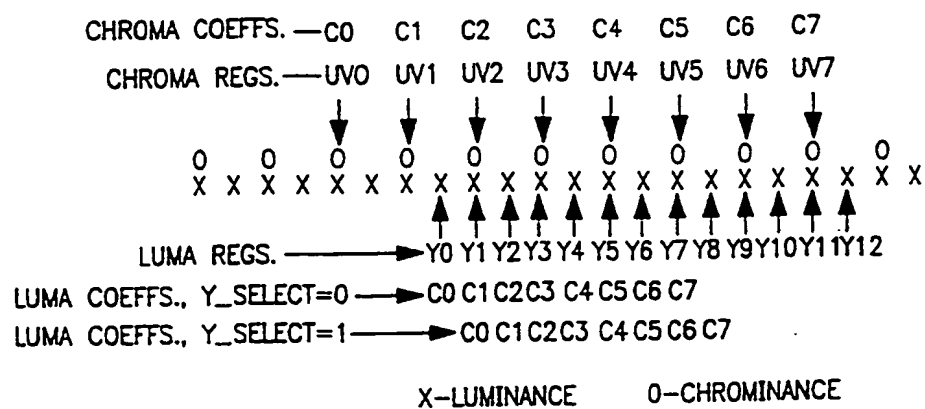 CHROMA COEFFS. C0 C1 C2 C3 C4 C5 C6 C7
CHROMA REGS. UV0 UV1 UV2 UV3 UV4 UV5 UV6 UV7
O O O O O O O O O O O
X X X X X X X X X X X X X X X X X X X X X X
LUMA REGS. Y0 Y1 Y2 Y3 Y4 Y5 Y6 Y7 Y8 Y9 Y10 Y11 Y12
LUMA COEFFS., Y_SELECT=0 C0 C1 C2 C3 C4 C5 C6 C7
LUMA COEFFS., Y_SELECT=1 C0 C1 C2 C3 C4 C5 C6 C7
X-LUMINANCE O-CHROMINANCE